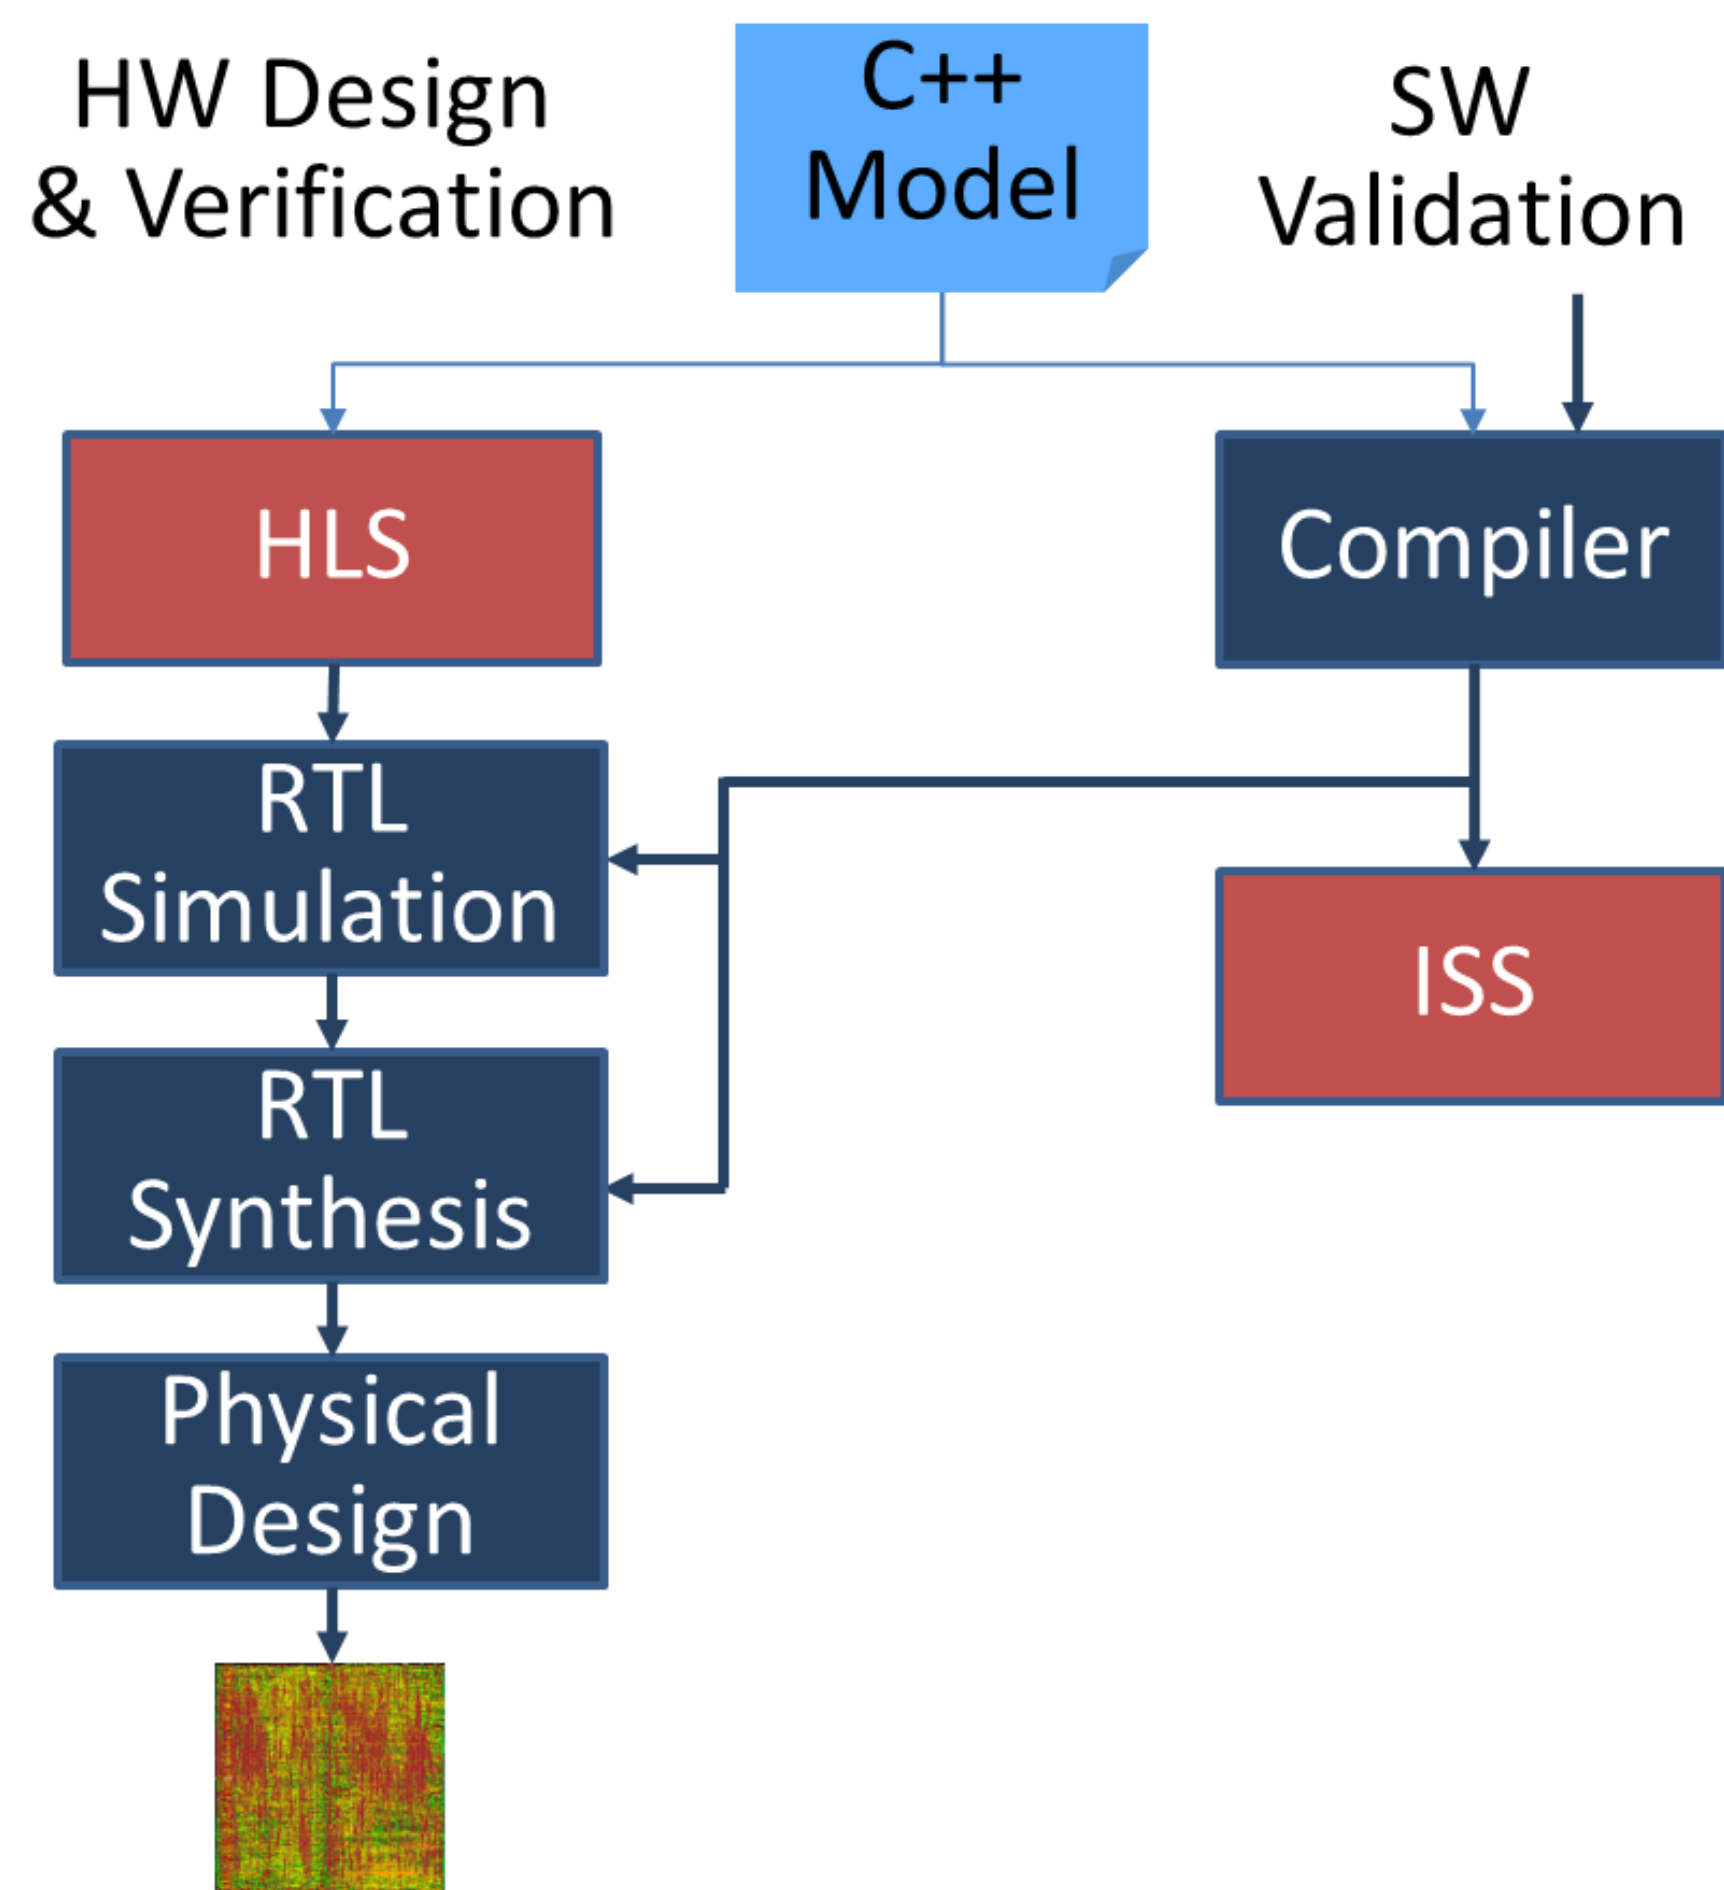 HW Design
& Verification
C++
Model
SW
Validation
HLS
Compiler
RTL
Simulation
ISS
RTL
Synthesis
Physical
Design